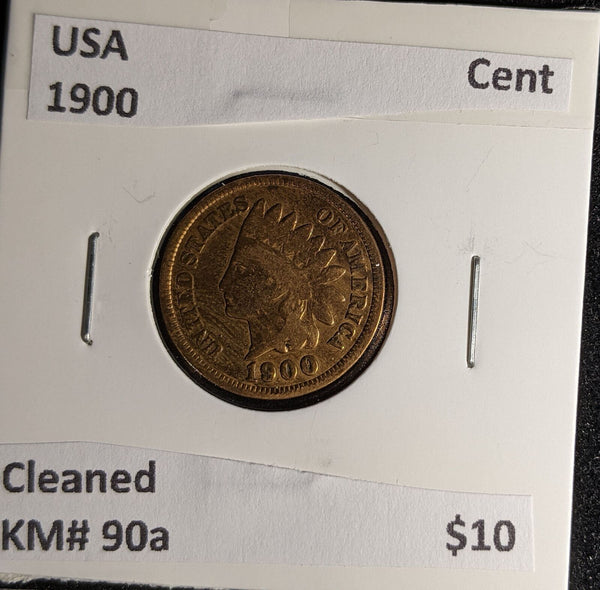 USA
1900
Cent
UNITED STATES OF AMERICA
1900
Cleaned
KM# 90a
$10